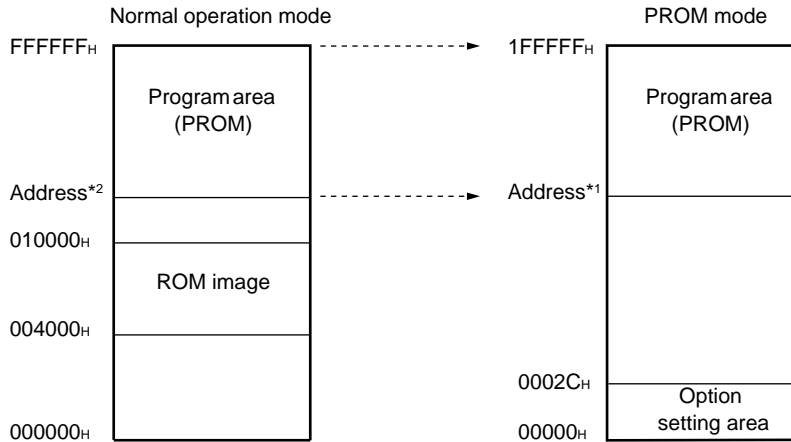 Normal operation mode
PROM mode
FFFFFFH
1FFFFFH
Program area
(PROM)
Program area
(PROM)
Address*2
Address*1
010000H
ROM image
004000H
0002CH
Option
setting area
000000H
00000H